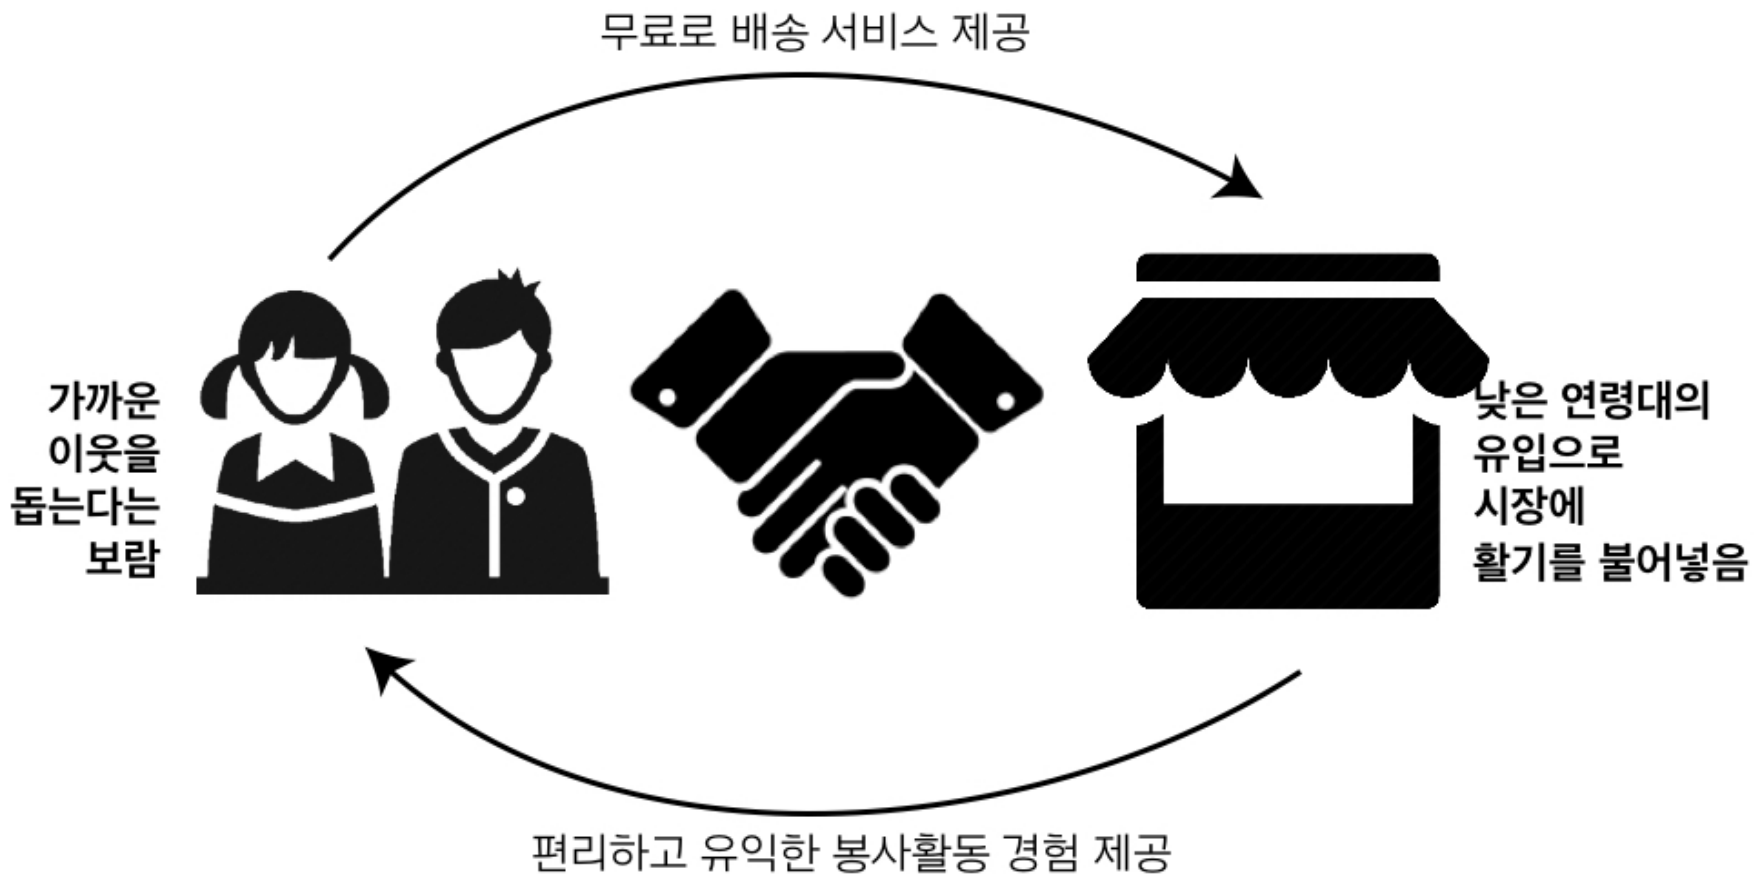 무료로 배송 서비스 제공
가까운
이웃을
돕는다는
보람
낮은 연령대의
유입으로
시장에
활기를 불어넣음
편리하고 유익한 봉사활동 경험 제공